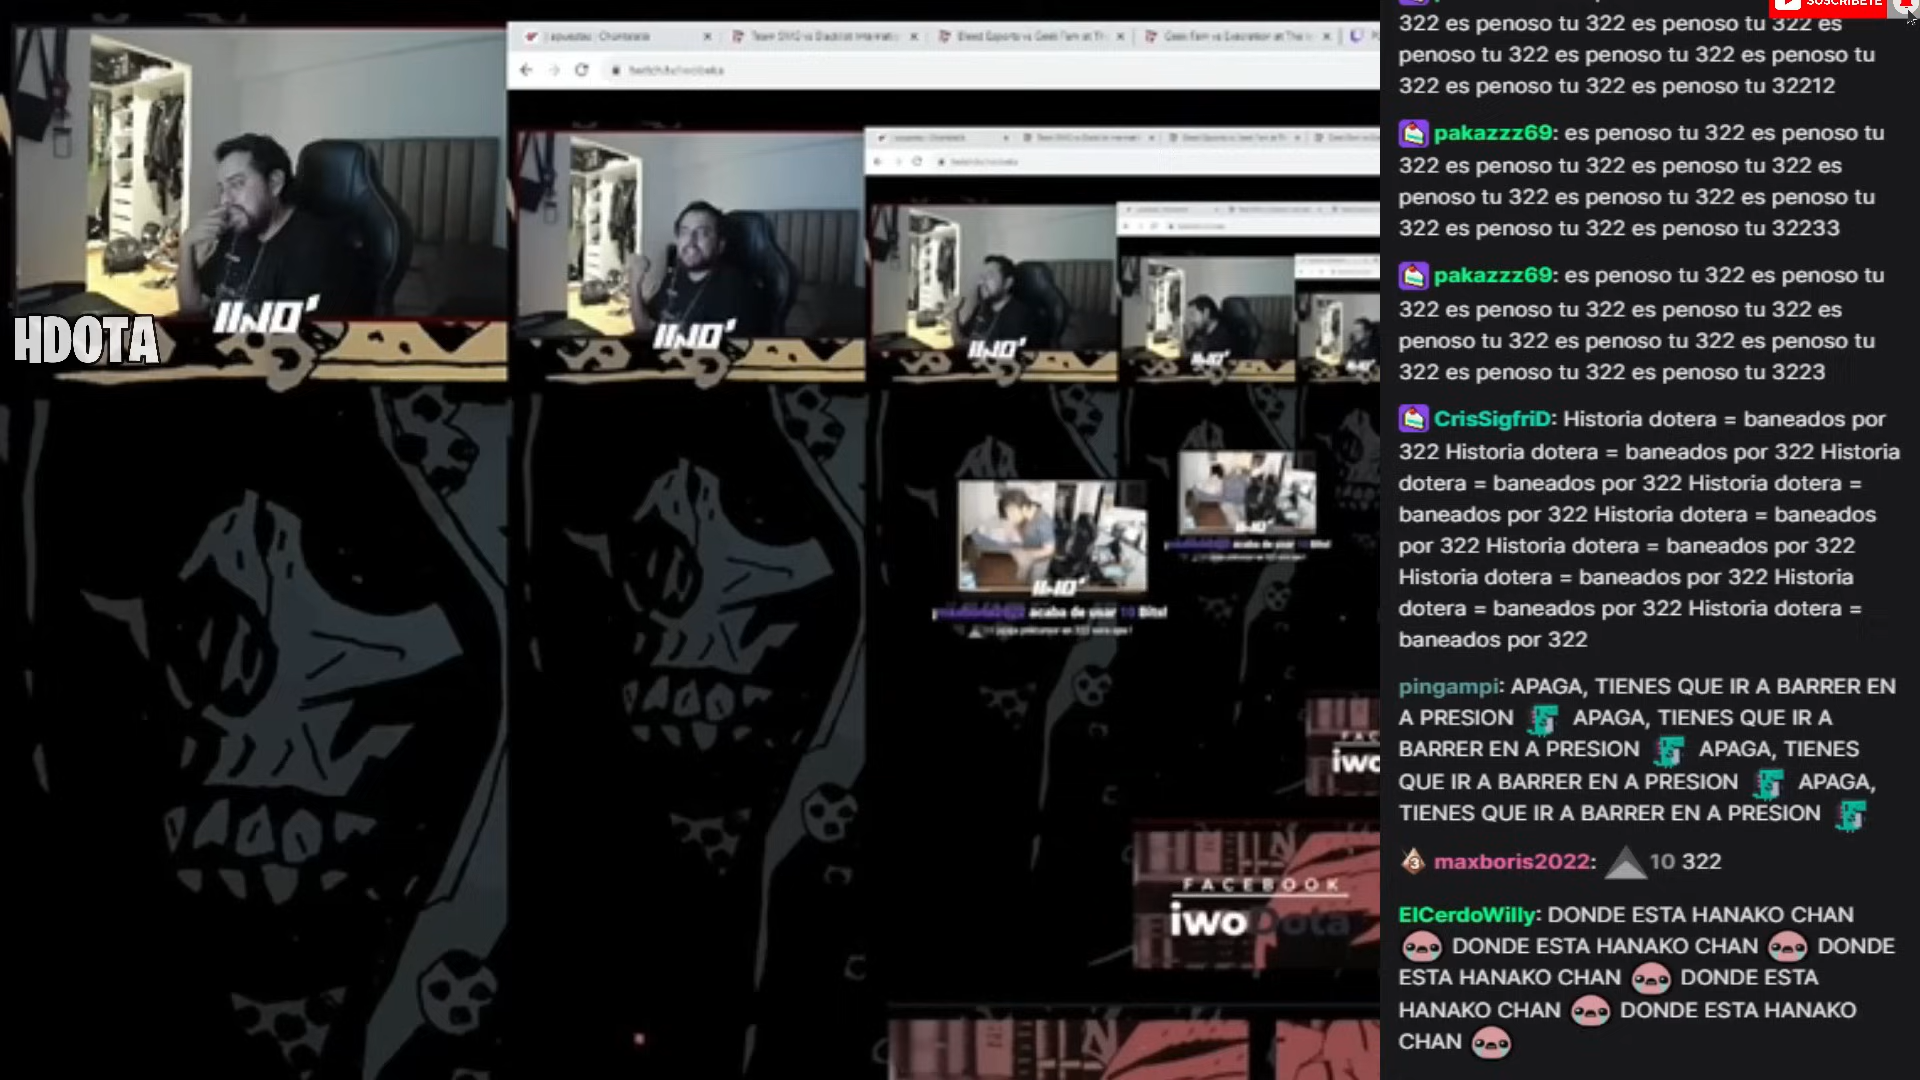 SUSCRÍBETE
322 es penoso tu 322 es penoso tu 322 es
penoso tu 322 es penoso tu 322 es penoso tu
322 es penoso tu 322 es penoso tu 32212
pakazzz69: es penoso tu 322 es penoso tu
322 es penoso tu 322 es penoso tu 322 es
penoso tu 322 es penoso tu 322 es penoso tu
322 es penoso tu 322 es penoso tu 32233
pakazzz69: es penoso tu 322 es penoso tu
322 es penoso tu 322 es penoso tu 322 es
penoso tu 322 es penoso tu 322 es penoso tu
322 es penoso tu 322 es penoso tu 3223
CrisSigfriD: Historia dotera = baneados por
322 Historia dotera = baneados por 322 Historia
dotera = baneados por 322 Historia dotera =
baneados por 322 Historia dotera = baneados
por 322 Historia dotera = baneados por 322
Historia dotera = baneados por 322 Historia
dotera = baneados por 322 Historia dotera =
baneados por 322
pingampi: APAGA, TIENES QUE IR A BARRER EN
A PRESION APAGA, TIENES QUE IR A
BARRER EN A PRESION APAGA, TIENES
QUE IR A BARRER EN A PRESION APAGA,
TIENES QUE IR A BARRER EN A PRESION
maxboris2022: 10 322
ElCerdoWilly: DONDE ESTA HANAKO CHAN
DONDE ESTA HANAKO CHAN DONDE
ESTA HANAKO CHAN DONDE ESTA
HANAKO CHAN DONDE ESTA HANAKO
CHAN
HDOTA
IWO'
IWO'
IWO'
IWO'
IWO'
acaba de usar 10 Bits!
FACEBOOK
iwoDota